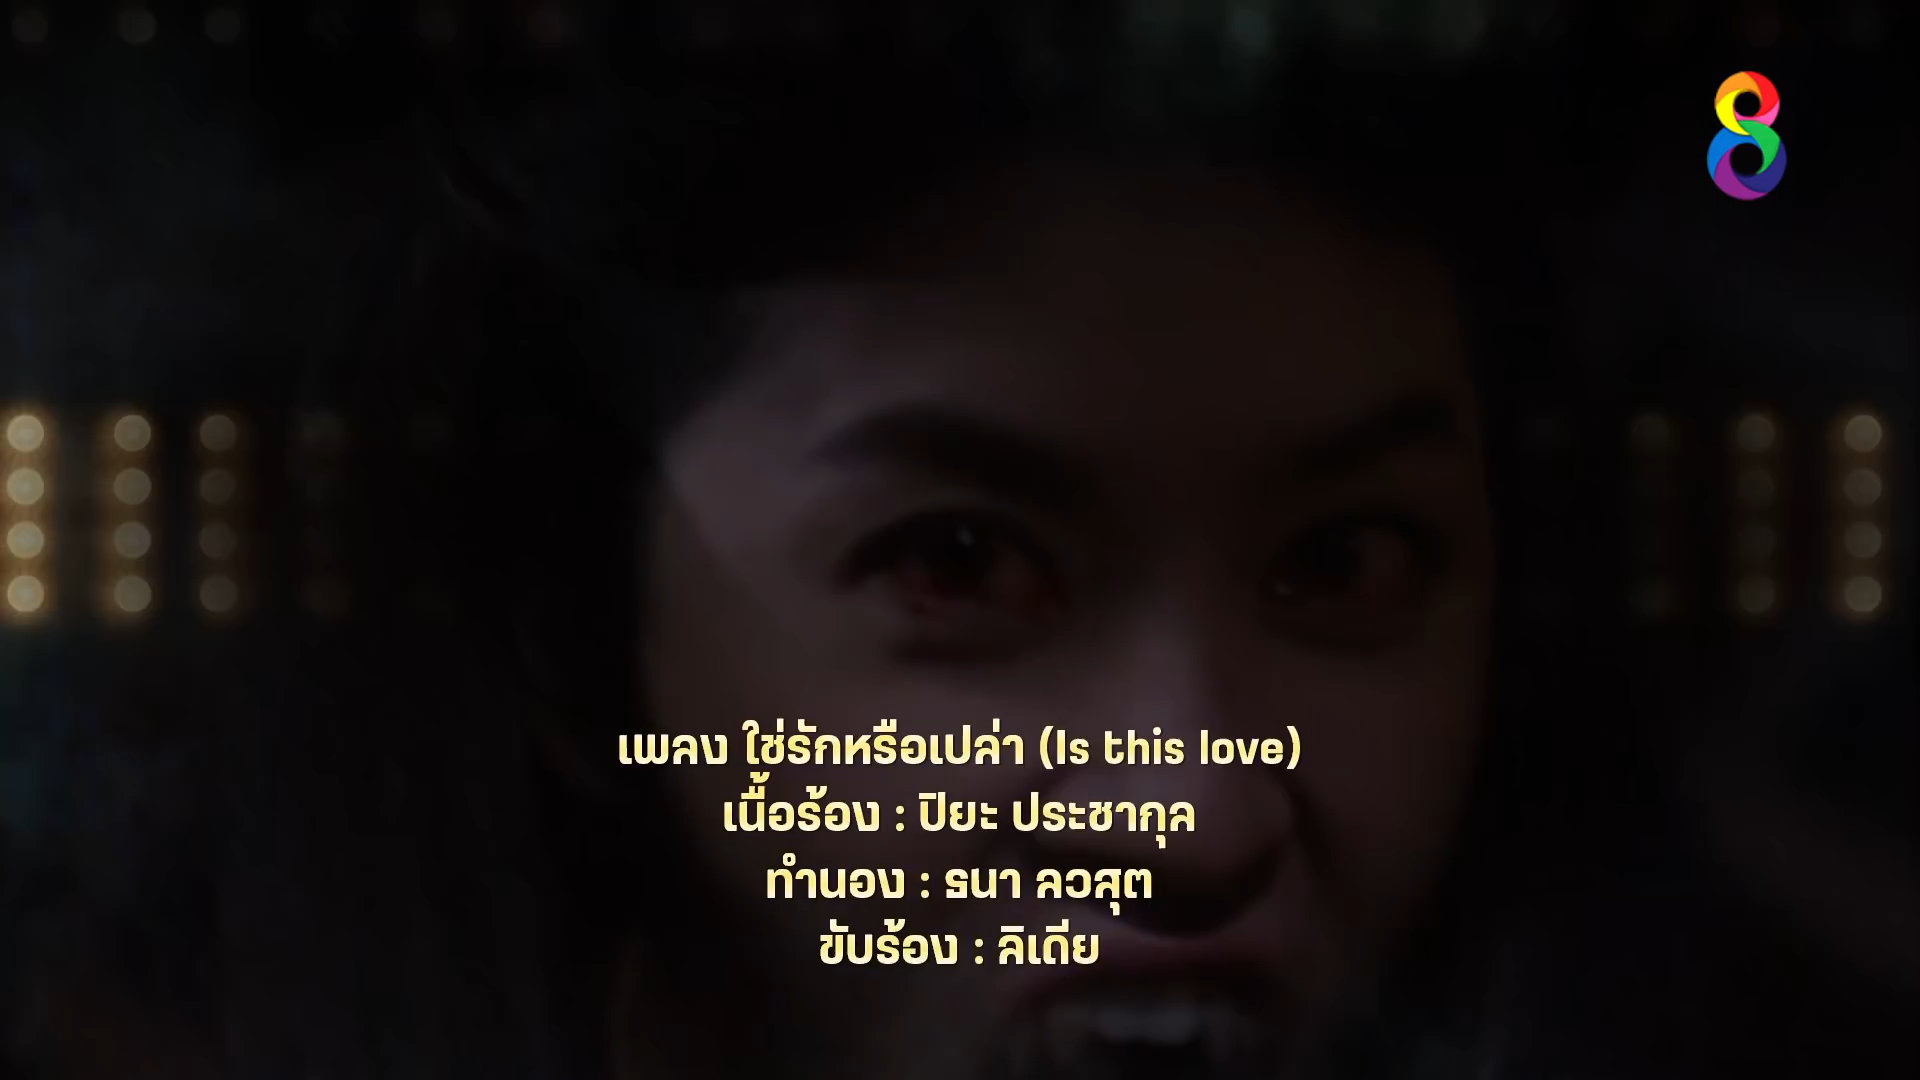 8
เพลง ใช่รักหรือเปล่า (Is this love)
เนื้อร้อง : ปิยะ ประชากุล
ทำนอง : ธนา ลวสุต
ขับร้อง : ลิเดีย